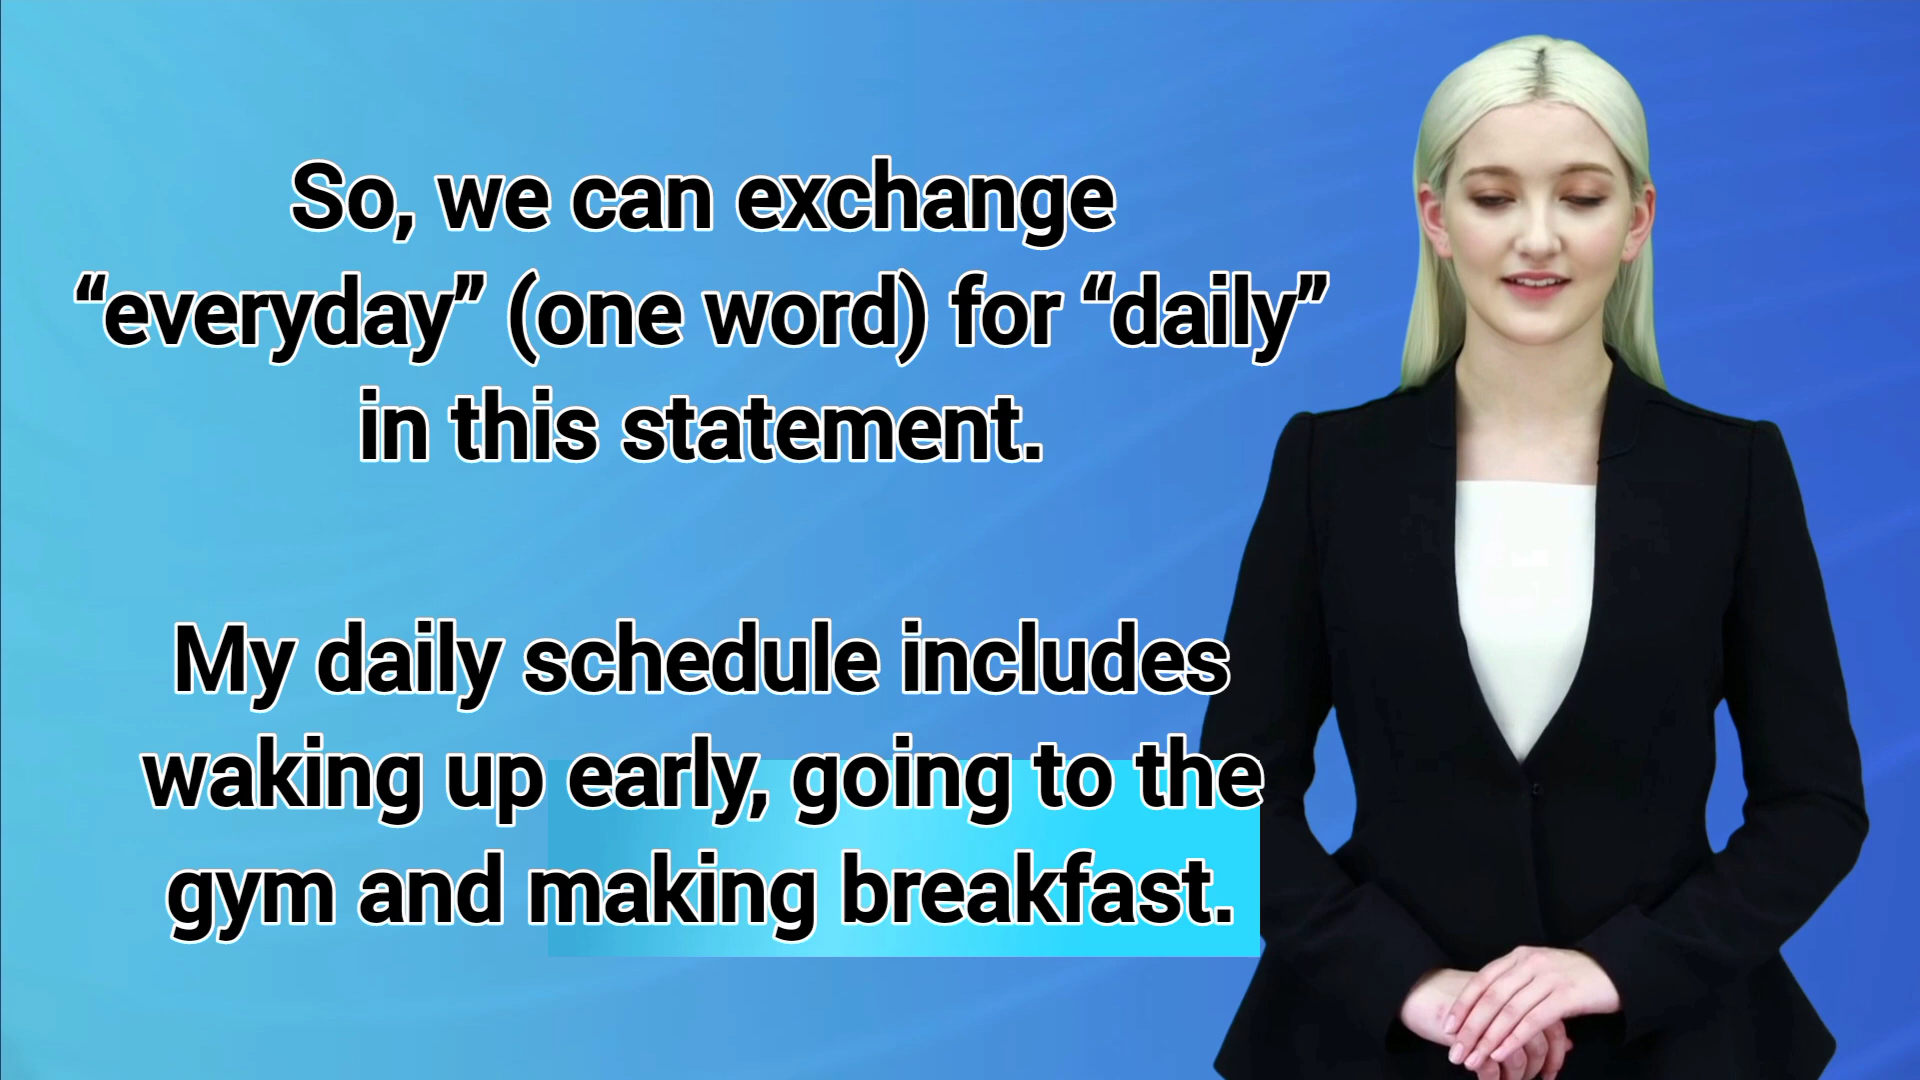 So, we can exchange
“everyday” (one word) for “daily”
in this statement.
My daily schedule includes
waking up early, going to the
gym and making breakfast.